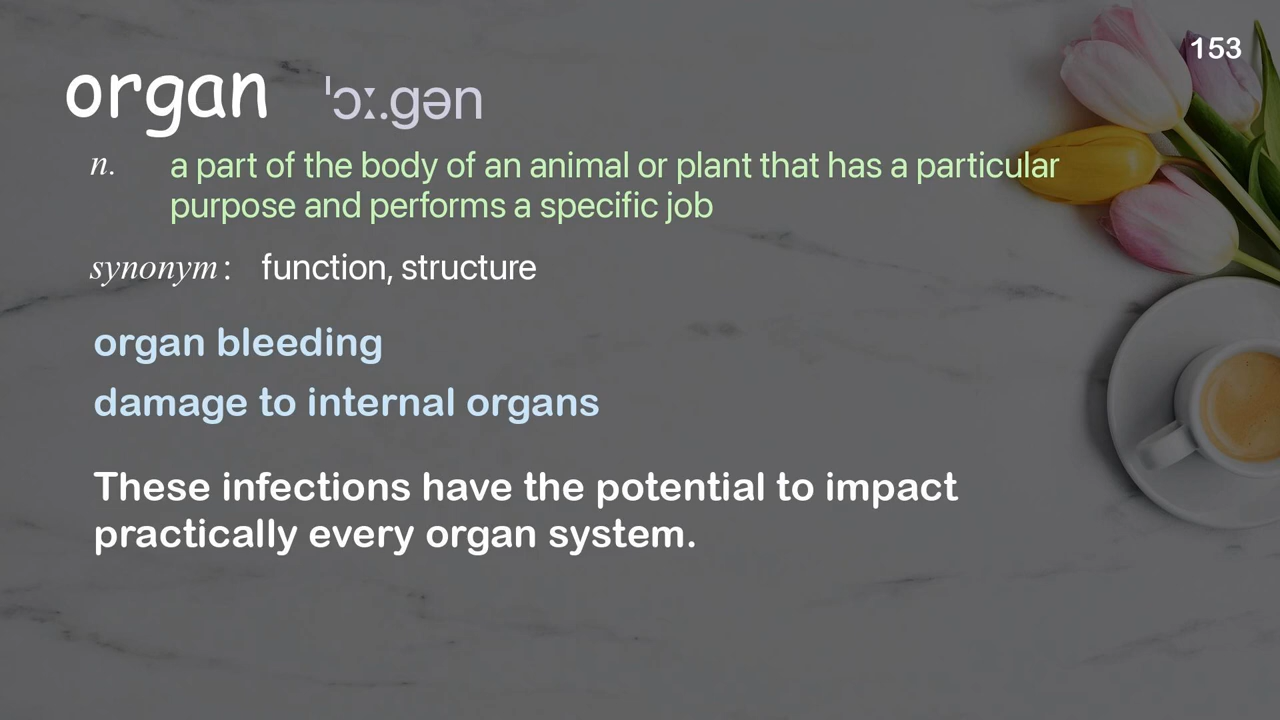 153
organ ˈɔː.gən
n. a part of the body of an animal or plant that has a particular
purpose and performs a specific job
synonym: function, structure
organ bleeding
damage to internal organs
These infections have the potential to impact
practically every organ system.